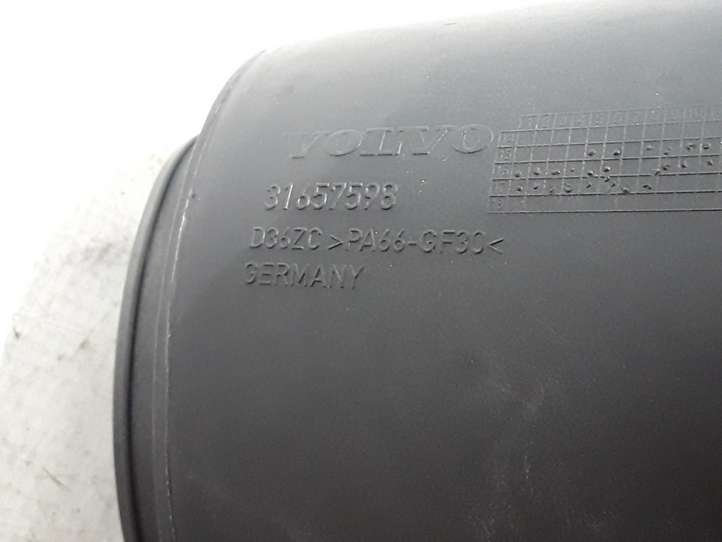 VOLVO
31657598
D36ZC >PA66-GF30<
GERMANY